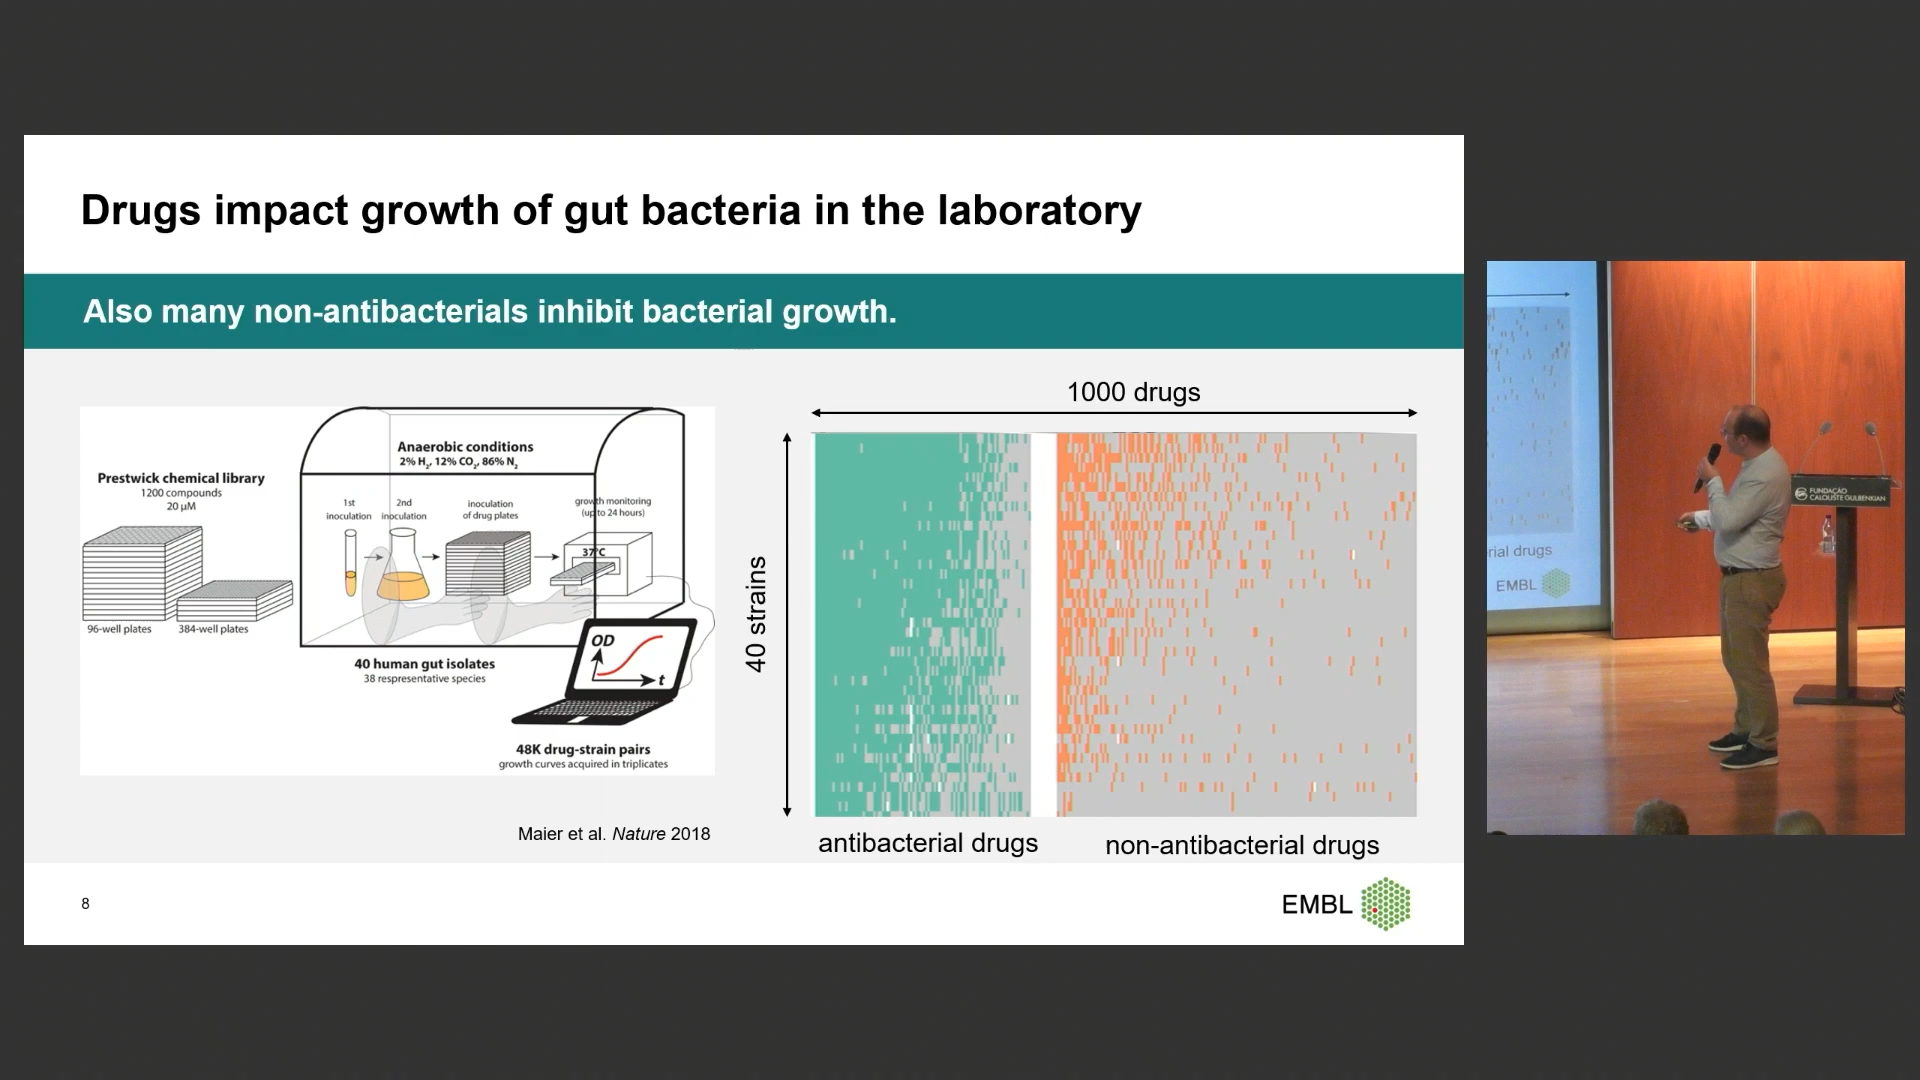 Drugs impact growth of gut bacteria in the laboratory
Also many non-antibacterials inhibit bacterial growth.
Prestwick chemical library
1200 compounds
20 µM
96-well plates
384-well plates
Anaerobic conditions
2% H2, 12% CO2, 86% N2
1st
inoculation
2nd
inoculation
inoculation
of drug plates
growth monitoring
(up to 24 hours)
37°C
40 human gut isolates
38 respresentative species
OD
t
48K drug-strain pairs
growth curves acquired in triplicates
Maier et al. Nature 2018
1000 drugs
40 strains
antibacterial drugs
non-antibacterial drugs
8
EMBL
rial drugs
EMBL
FUNDAÇÃO
CALOUSTE GULBENKIAN